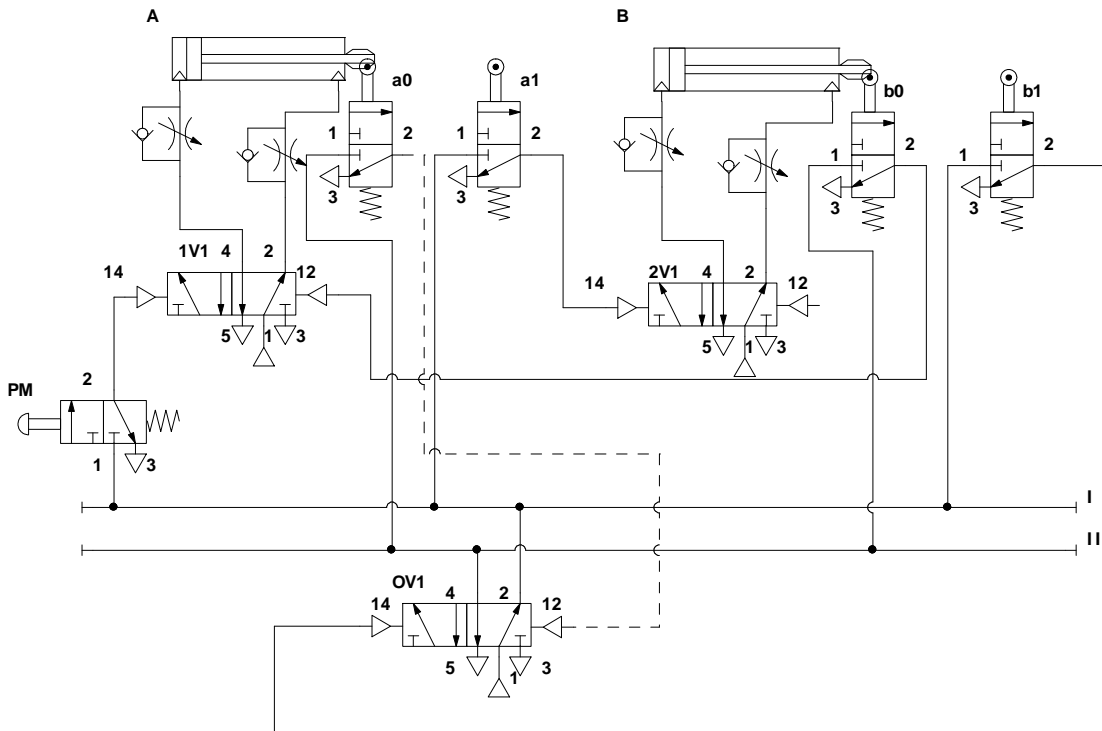 A B
a0 a1 b0 b1
1 2 1 2 1 2 1 2
3 3 3 3
1V1 4 2
14 12
2V1 4 2
14 12
5 1 3
5 1 3
PM 2
1 3
I
II
OV1 4 2
14 12
5 1 3